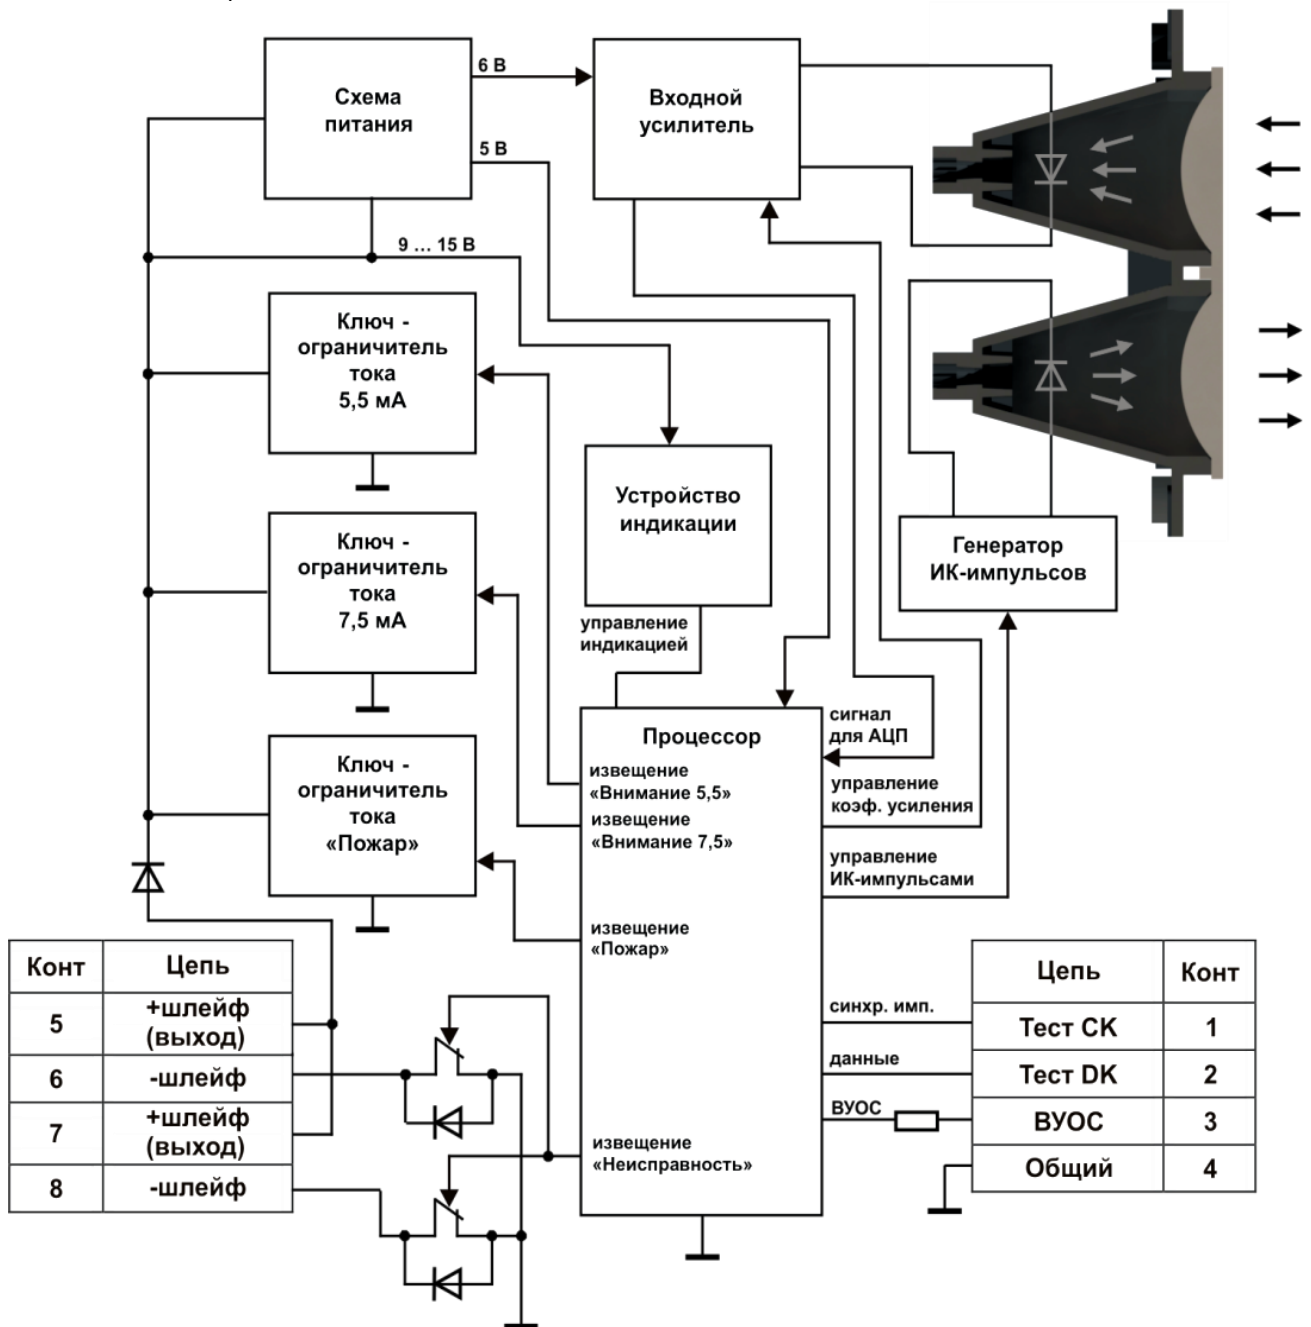 6 В
Схема
питания
Входной
усилитель
5 В
9 ... 15 В
Ключ -
ограничитель
тока
5,5 мА
Устройство
индикации
Генератор
ИК-импульсов
Ключ -
ограничитель
тока
7,5 мА
управление
индикацией
Процессор
сигнал
для АЦП
Ключ -
ограничитель
тока
«Пожар»
извещение
«Внимание 5,5»
извещение
«Внимание 7,5»
управление
коэф. усиления
управление
ИК-импульсами
извещение
«Пожар»
Конт Цепь
5 +шлейф
(выход)
6 -шлейф
7 +шлейф
(выход)
8 -шлейф
извещение
«Неисправность»
синхр. имп.
данные
ВУОС
Цепь Конт
Тест СК 1
Тест DK 2
ВУОС 3
Общий 4